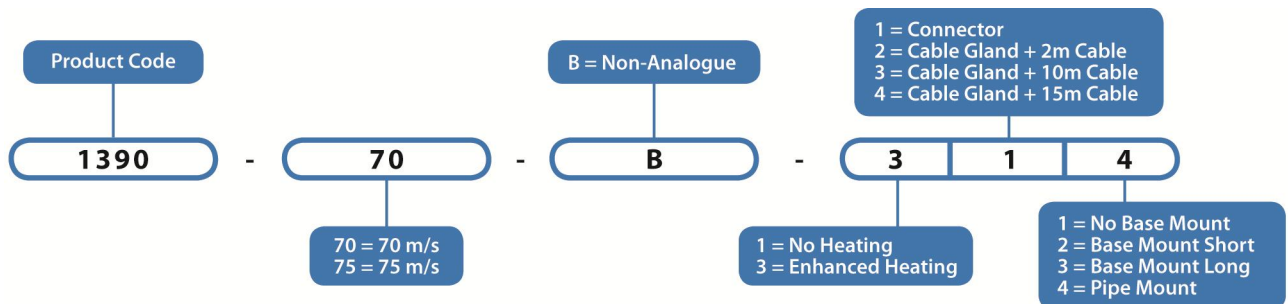 Product Code
B = Non-Analogue
1 = Connector
2 = Cable Gland + 2m Cable
3 = Cable Gland + 10m Cable
4 = Cable Gland + 15m Cable
1390 - 70 - B - 3 1 4
70 = 70 m/s
75 = 75 m/s
1 = No Heating
3 = Enhanced Heating
1 = No Base Mount
2 = Base Mount Short
3 = Base Mount Long
4 = Pipe Mount